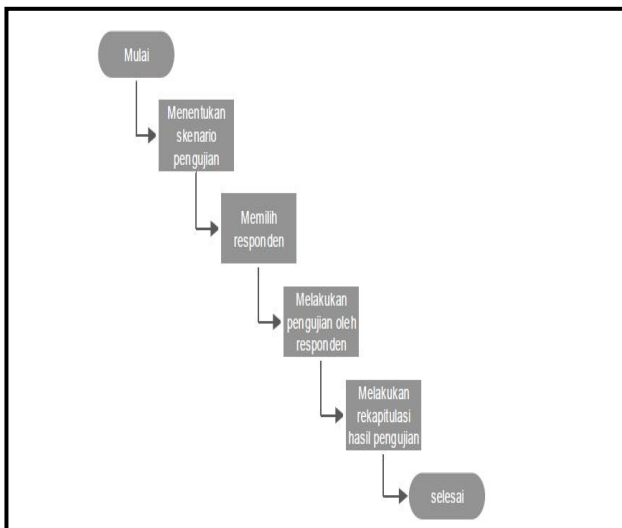 Mulai
Menentukan
skenario
pengujian
Memilih
responden
Melakukan
pengujian oleh
responden
Melakukan
rekapitulasi
hasil pengujian
selesai